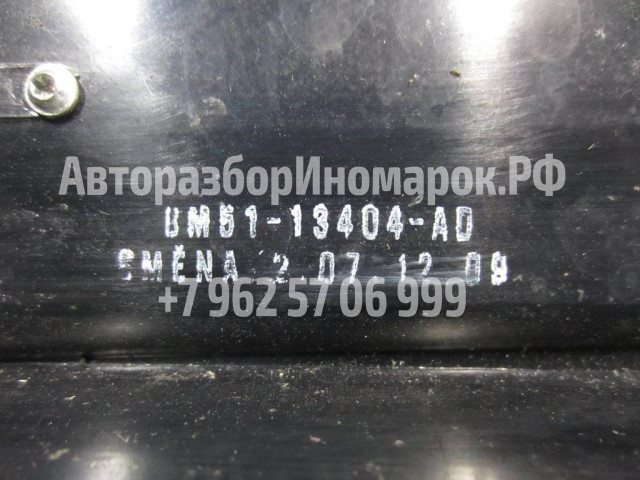 АвторазборИномарок.РФ
BM51-13404-AD
SMĚNA 2.07.12 09
+7 962 57 06 999